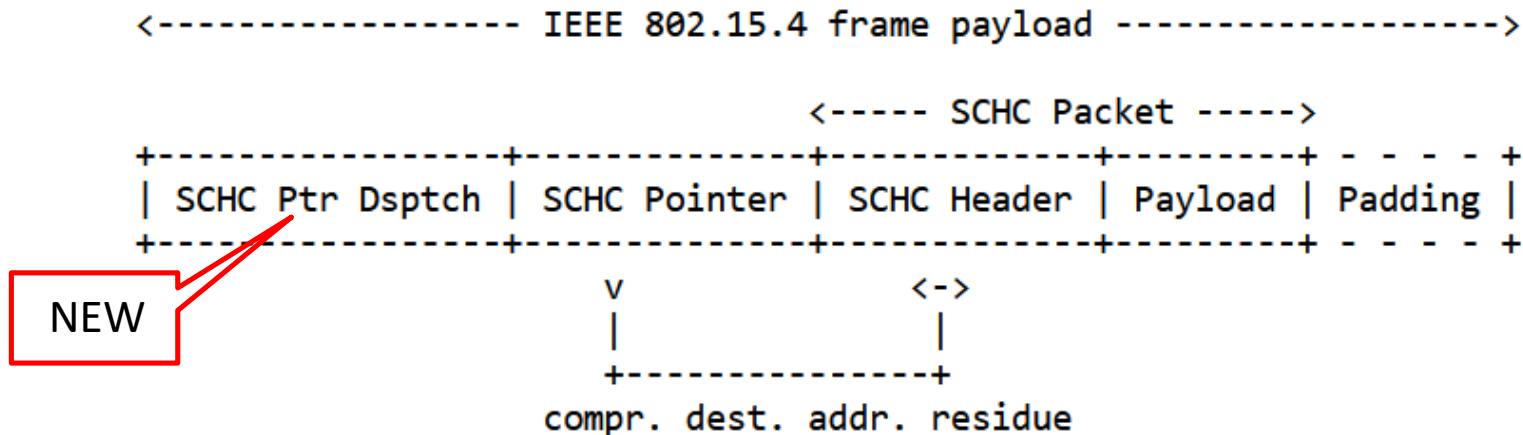 <------------------ IEEE 802.15.4 frame payload ------------------->
<----- SCHC Packet ----->
+-----------------+--------------+-------------+---------+ - - - - +
| SCHC Ptr Dsptch | SCHC Pointer | SCHC Header | Payload | Padding |
+-----------------+--------------+-------------+---------+ - - - - +
NEW
v <->
| |
+---------------+
compr. dest. addr. residue